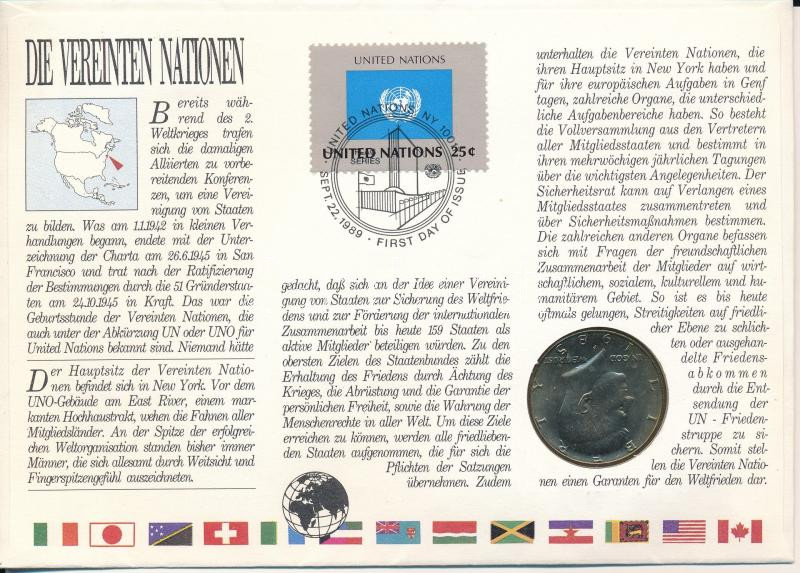 DIE VEREINTEN NATIONEN
Bereits wäh-
rend des 2.
Weltkrieges trafen
sich die damaligen
Alliierten zu vorbe-
reitenden Konferen-
zen, um eine Verei-
nigung von Staaten
zu bilden. Was am 1.1.1942 in kleinen Ver-
handlungen begann, endete mit der Unter-
zeichnung der Charta am 26.6.1945 in San
Francisco und trat nach der Ratifizierung
der Bestimmungen durch die 51 Gründerstaa-
ten am 24.10.1945 in Kraft. Das war die
Geburtsstunde der Vereinten Nationen, die
auch unter der Abkürzung UN oder UNO für
United Nations bekannt sind. Niemand hätte
Der Hauptsitz der Vereinten Natio-
nen befindet sich in New York. Vor dem
UNO-Gebäude am East River, einem mar-
kanten Hochhaustrakt, wehen die Fahnen aller
Mitgliedsländer. An der Spitze der erfolgrei-
chen Weltorganisation standen bisher immer
Männer, die sich allesamt durch Weitsicht und
Fingerspitzengefühl auszeichneten.
UNITED NATIONS
UNITED NATIONS 25¢
SERIES
UNITED NATIONS, NY 100
SEPT. 22, 1989 - FIRST DAY OF ISSUE
gedacht, daß sich an der Idee einer Vereini-
gung von Staaten zur Sicherung des Weltfrie-
dens und zur Förderung der internationalen
Zusammenarbeit bis heute 159 Staaten als
aktive Mitglieder beteiligen würden. Zu den
obersten Zielen des Staatenbundes zählt die
Erhaltung des Friedens durch Ächtung des
Krieges, die Abrüstung und die Garantie der
persönlichen Freiheit, sowie die Wahrung der
Menschenrechte in aller Welt. Um diese Ziele
erreichen zu können, werden alle friedlieben-
den Staaten aufgenommen, die für sich die
Pflichten der Satzungen
übernehmen. Zudem
unterhalten die Vereinten Nationen, die
ihren Hauptsitz in New York haben und
für ihre europäischen Aufgaben in Genf
tagen, zahlreiche Organe, die unterschied-
liche Aufgabenbereiche haben. So besteht
die Vollversammlung aus den Vertretern
aller Mitgliedsstaaten und bestimmt in
ihren mehrwöchigen jährlichen Tagungen
über die wichtigsten Angelegenheiten. Der
Sicherheitsrat kann auf Verlangen eines
Mitgliedsstaates zusammentreten und
über Sicherheitsmaßnahmen bestimmen.
Die zahlreichen anderen Organe befassen
sich mit Fragen der freundschaftlichen
Zusammenarbeit der Mitglieder auf wirt-
schaftlichem, sozialem, kulturellem und hu-
manitärem Gebiet. So ist es bis heute
oftmals gelungen, Streitigkeiten auf friedli-
cher Ebene zu schlich-
ten oder ausgehan-
delte Friedens-
abkommen
durch die Ent-
sendung der
UN - Frieden-
struppe zu si-
chern. Somit stel-
len die Vereinten Natio-
nen einen Garanten für den Weltfrieden dar.
LIBERTY
IN GOD
WE TRUST